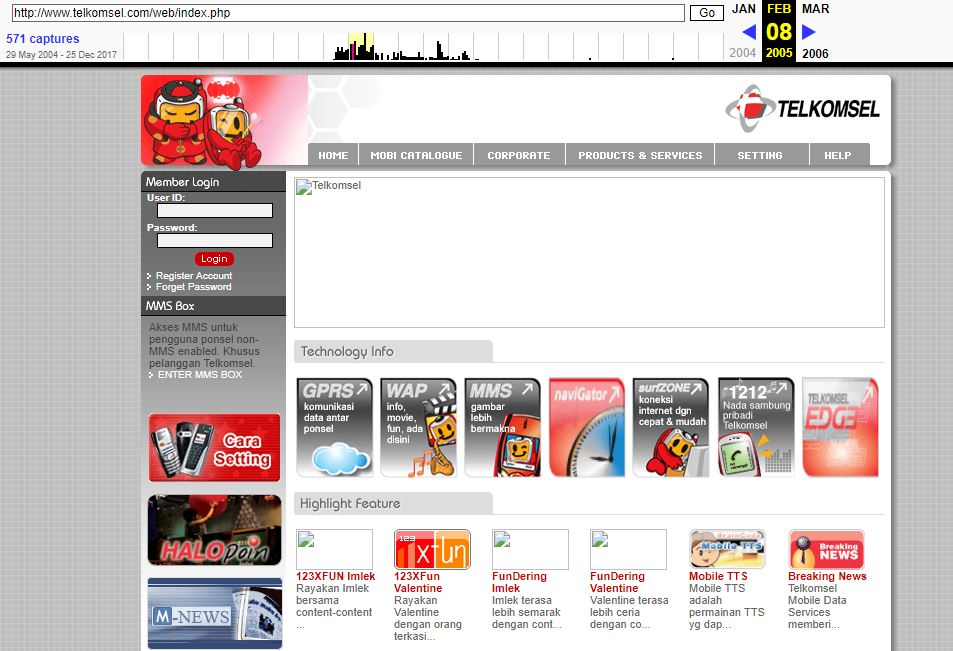 http://www.telkomsel.com/web/index.php
Go
JAN
FEB
MAR
571 captures
08
29 May 2004 - 25 Dec 2017
2004
2005
2006
TELKOMSEL
HOME
MOBI CATALOGUE
CORPORATE
PRODUCTS & SERVICES
SETTING
HELP
Member Login
User ID:
Password:
Login
Register Account
Forget Password
MMS Box
Akses MMS untuk
pengguna ponsel non-
MMS enabled. Khusus
pelanggan Telkomsel.
ENTER MMS BOX
Cara
Setting
HALO Poin
M-NEWS
Telkomsel
Technology Info
GPRS
komunikasi
data antar
ponsel
WAP
info,
movie,
fun, ada
disini
MMS
gambar
lebih
bermakna
naviGator
surfZONE
koneksi
internet dgn
cepat & mudah
1212
Nada sambung
pribadi
Telkomsel
TELKOMSEL
EDGE
Highlight Feature
123XFUN Imlek
Rayakan Imlek
bersama
content-content
...
123
xfun
123XFun
Valentine
Rayakan
Valentine
dengan orang
terkasi...
FunDering
Imlek
Imlek terasa
lebih semarak
dengan cont...
FunDering
Valentine
Valentine terasa
lebih ceria
dengan co...
BrainCode
Mobile TTS
Mobile TTS
Mobile TTS
adalah
permainan TTS
yg dap...
Breaking
NEWS
Breaking News
Telkomsel
Mobile Data
Services
memberi...